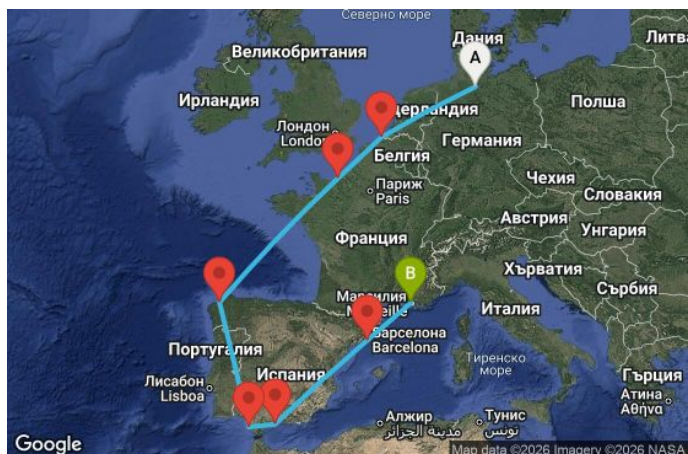 Северно море
Дания
Литва
Великобритания
A
Ирландия
дерландия
Полша
Лондон
London
Германия
Белгия
Париж
Paris
Чехия
Словакия
Австрия
Унгария
Франция
B
Хърватия
Марсилия
Сърбия
Италия
Барселона
Barcelona
Португалия
Тиренско
море
Испания
Гърция
Лисабон
Lisboa
Атина
Αθήνα
Алжир
مدينة الجزائر
Тунис
تونس
Google
Map data ©2026 Imagery ©2026 NASA